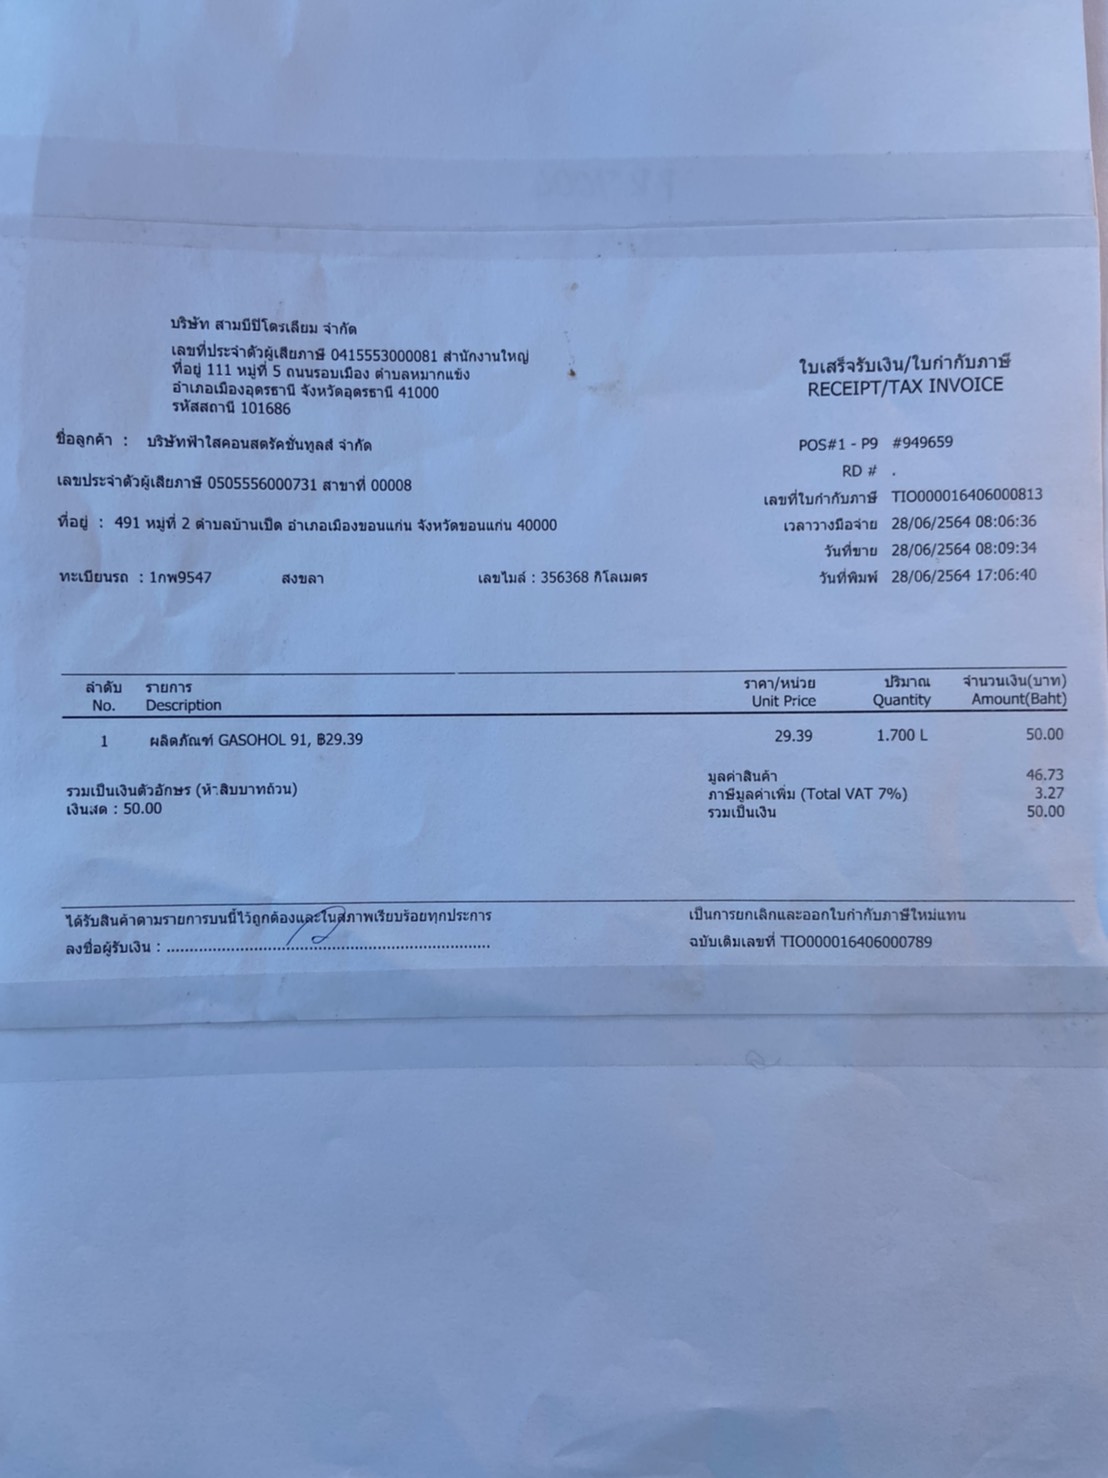 บริษัท สามบีปิโตรเลียม จำกัด
เลขที่ประจำตัวผู้เสียภาษี 0415553000081 สำนักงานใหญ่
ที่อยู่ 111 หมู่ที่ 5 ถนนรอบเมือง ตำบลหมากแข้ง
อำเภอเมืองอุดรธานี จังหวัดอุดรธานี 41000
รหัสสถานี 101686
ใบเสร็จรับเงิน/ใบกำกับภาษี
RECEIPT/TAX INVOICE
ชื่อลูกค้า : บริษัทฟ้าใสคอนสตรัคชั่นทูลส์ จำกัด
POS#1 - P9 #949659
RD # .
เลขประจำตัวผู้เสียภาษี 0505556000731 สาขาที่ 00008
เลขที่ใบกำกับภาษี TIO000016406000813
ที่อยู่ : 491 หมู่ที่ 2 ตำบลบ้านเป็ด อำเภอเมืองขอนแก่น จังหวัดขอนแก่น 40000
เวลาวางมือจ่าย 28/06/2564 08:06:36
วันที่ขาย 28/06/2564 08:09:34
ทะเบียนรถ : 1กพ9547 สงขลา เลขไมล์ : 356368 กิโลเมตร
วันที่พิมพ์ 28/06/2564 17:06:40
ลำดับ รายการ ราคา/หน่วย ปริมาณ จำนวนเงิน(บาท)
No. Description Unit Price Quantity Amount(Baht)
1 ผลิตภัณฑ์ GASOHOL 91, ฿29.39 29.39 1.700 L 50.00
มูลค่าสินค้า 46.73
รวมเป็นเงินตัวอักษร (ห้าสิบบาทถ้วน)
ภาษีมูลค่าเพิ่ม (Total VAT 7%) 3.27
เงินสด : 50.00
รวมเป็นเงิน 50.00
ได้รับสินค้าตามรายการบนนี้ไว้ถูกต้องและในสภาพเรียบร้อยทุกประการ
เป็นการยกเลิกและออกใบกำกับภาษีใหม่แทน
ลงชื่อผู้รับเงิน : ..........................................................
ฉบับเดิมเลขที่ TIO000016406000789